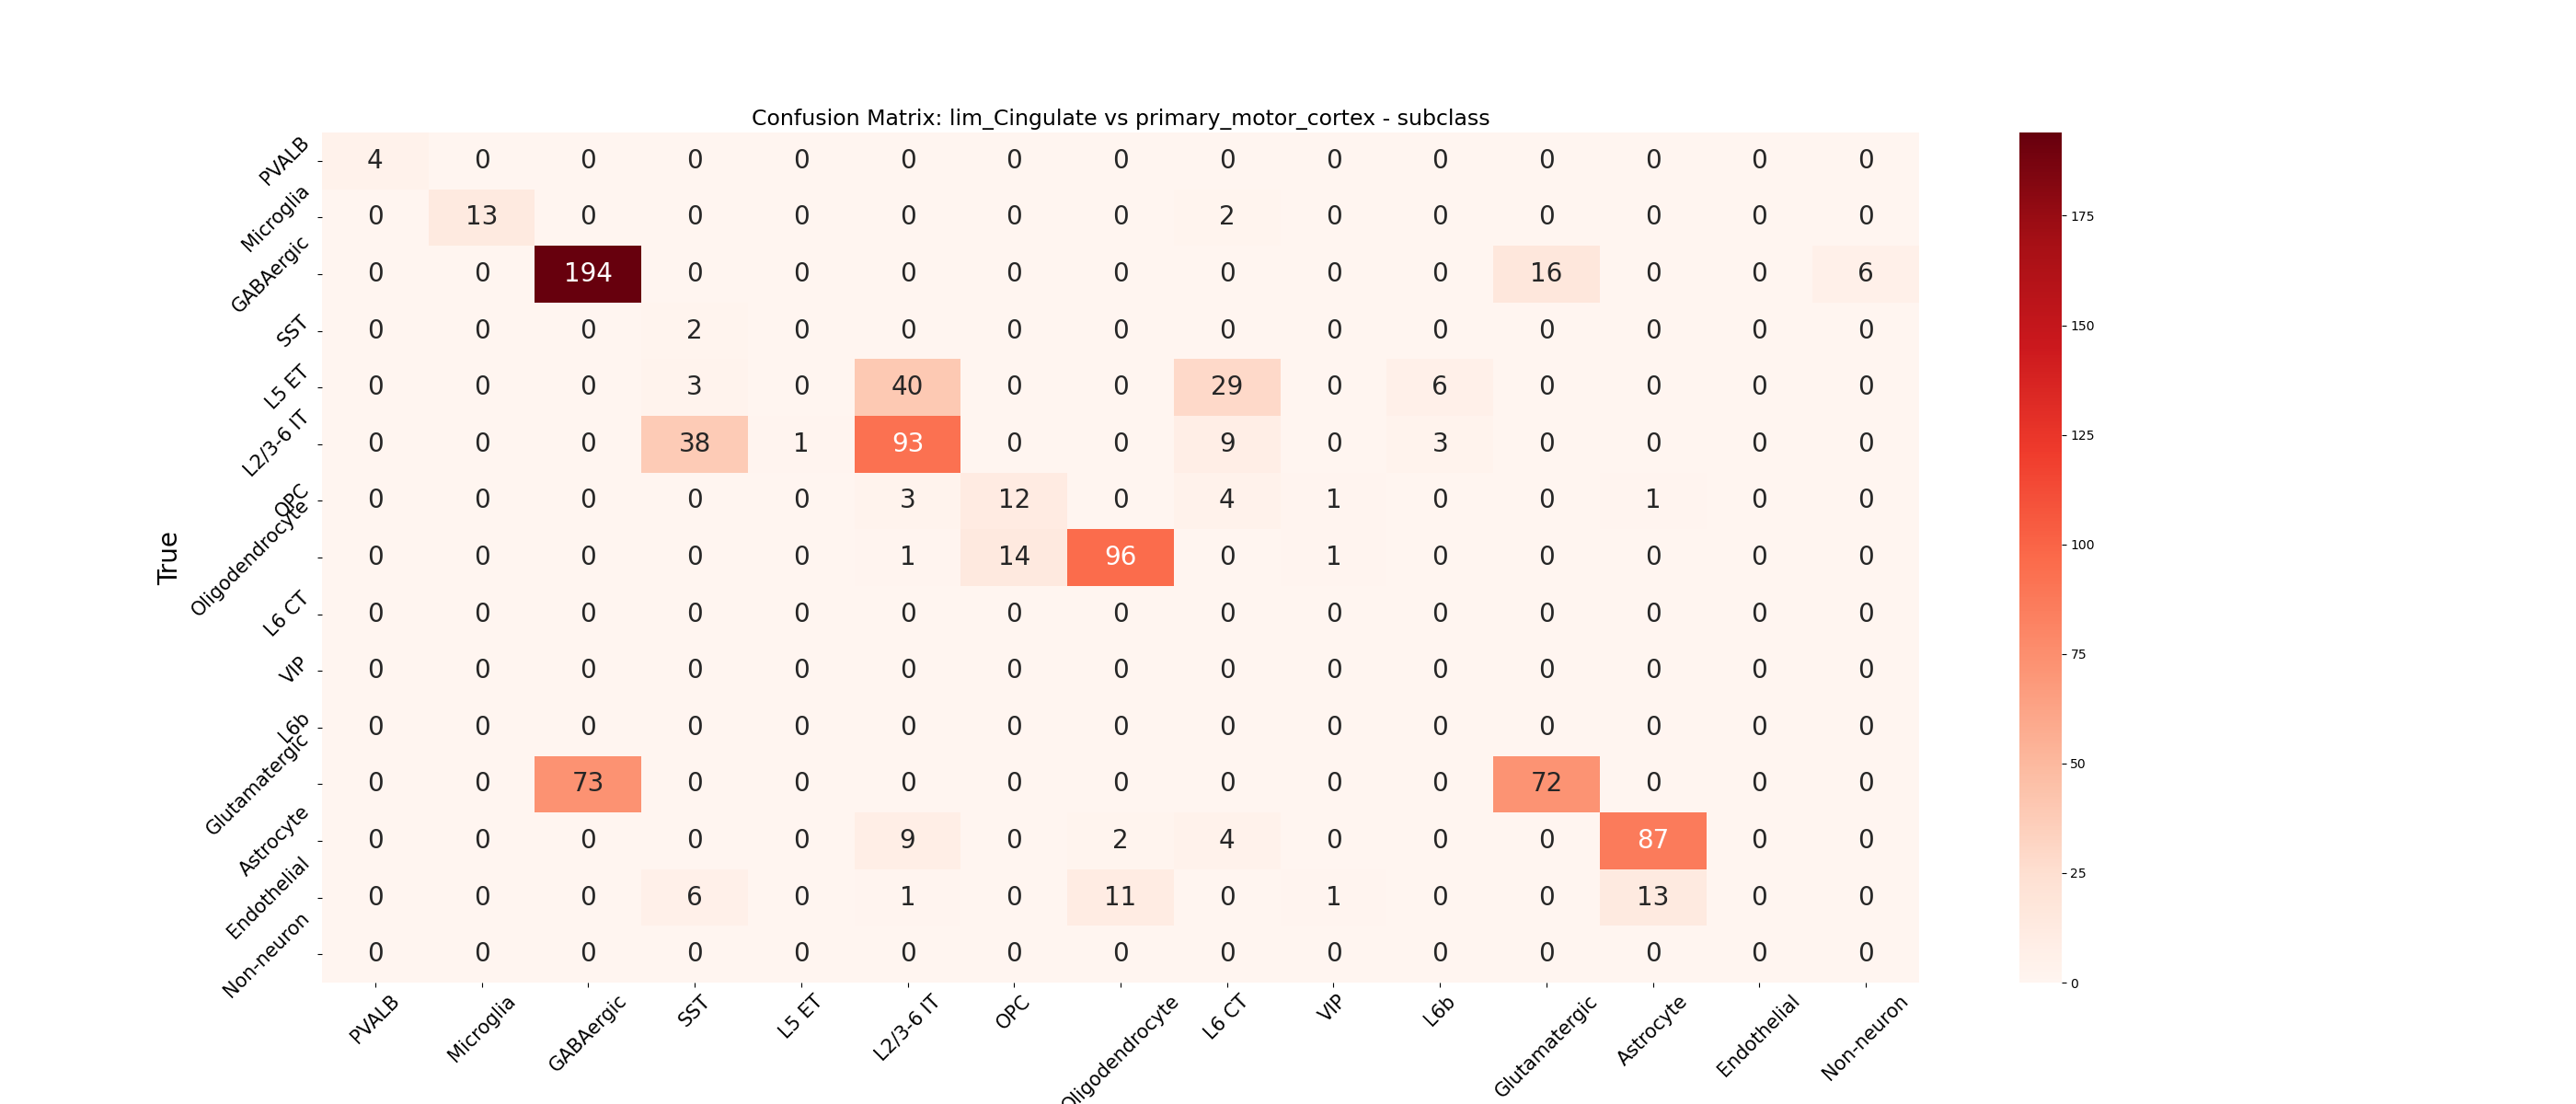 Confusion Matrix: lim_Cingulate vs primary_motor_cortex - subclass
True
PVALB 4 0 0 0 0 0 0 0 0 0 0 0 0 0 0
Microglia 0 13 0 0 0 0 0 0 2 0 0 0 0 0 0
GABAergic 0 0 194 0 0 0 0 0 0 0 0 16 0 0 6
SST 0 0 0 2 0 0 0 0 0 0 0 0 0 0 0
L5 ET 0 0 0 3 0 40 0 0 29 0 6 0 0 0 0
L2/3-6 IT 0 0 0 38 1 93 0 0 9 0 3 0 0 0 0
OPC 0 0 0 0 0 3 12 0 4 1 0 0 1 0 0
Oligodendrocyte 0 0 0 0 0 1 14 96 0 1 0 0 0 0 0
L6 CT 0 0 0 0 0 0 0 0 0 0 0 0 0 0 0
VIP 0 0 0 0 0 0 0 0 0 0 0 0 0 0 0
L6b 0 0 0 0 0 0 0 0 0 0 0 0 0 0 0
Glutamatergic 0 0 73 0 0 0 0 0 0 0 0 72 0 0 0
Astrocyte 0 0 0 0 0 9 0 2 4 0 0 0 87 0 0
Endothelial 0 0 0 6 0 1 0 11 0 1 0 0 13 0 0
Non-neuron 0 0 0 0 0 0 0 0 0 0 0 0 0 0 0
PVALB Microglia GABAergic SST L5 ET L2/3-6 IT OPC Oligodendrocyte L6 CT VIP L6b Glutamatergic Astrocyte Endothelial Non-neuron
175
150
125
100
75
50
25
0